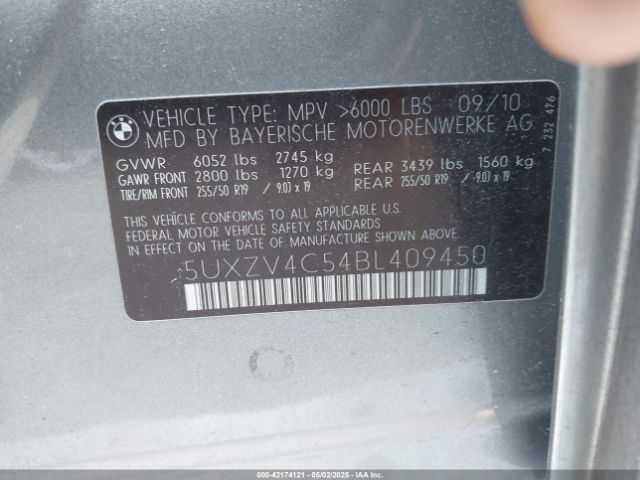 BMW
VEHICLE TYPE: MPV >6000 LBS 09/10
MFD BY BAYERISCHE MOTORENWERKE AG
7 232 476
GVWR 6052 lbs 2745 kg
GAWR FRONT 2800 lbs 1270 kg REAR 3439 lbs 1560 kg
TIRE/RIM FRONT 255/50 R19 / 9.0J x 19 REAR 255/50 R19 / 9.0J x 19
THIS VEHICLE CONFORMS TO ALL APPLICABLE U.S.
FEDERAL MOTOR VEHICLE SAFETY STANDARDS IN
EFFECT ON THE DATE OF MANUFACTURE SHOWN ABOVE.
5UXZV4C54BL409450
000-42174121 - 05/02/2025 - IAAI.COM